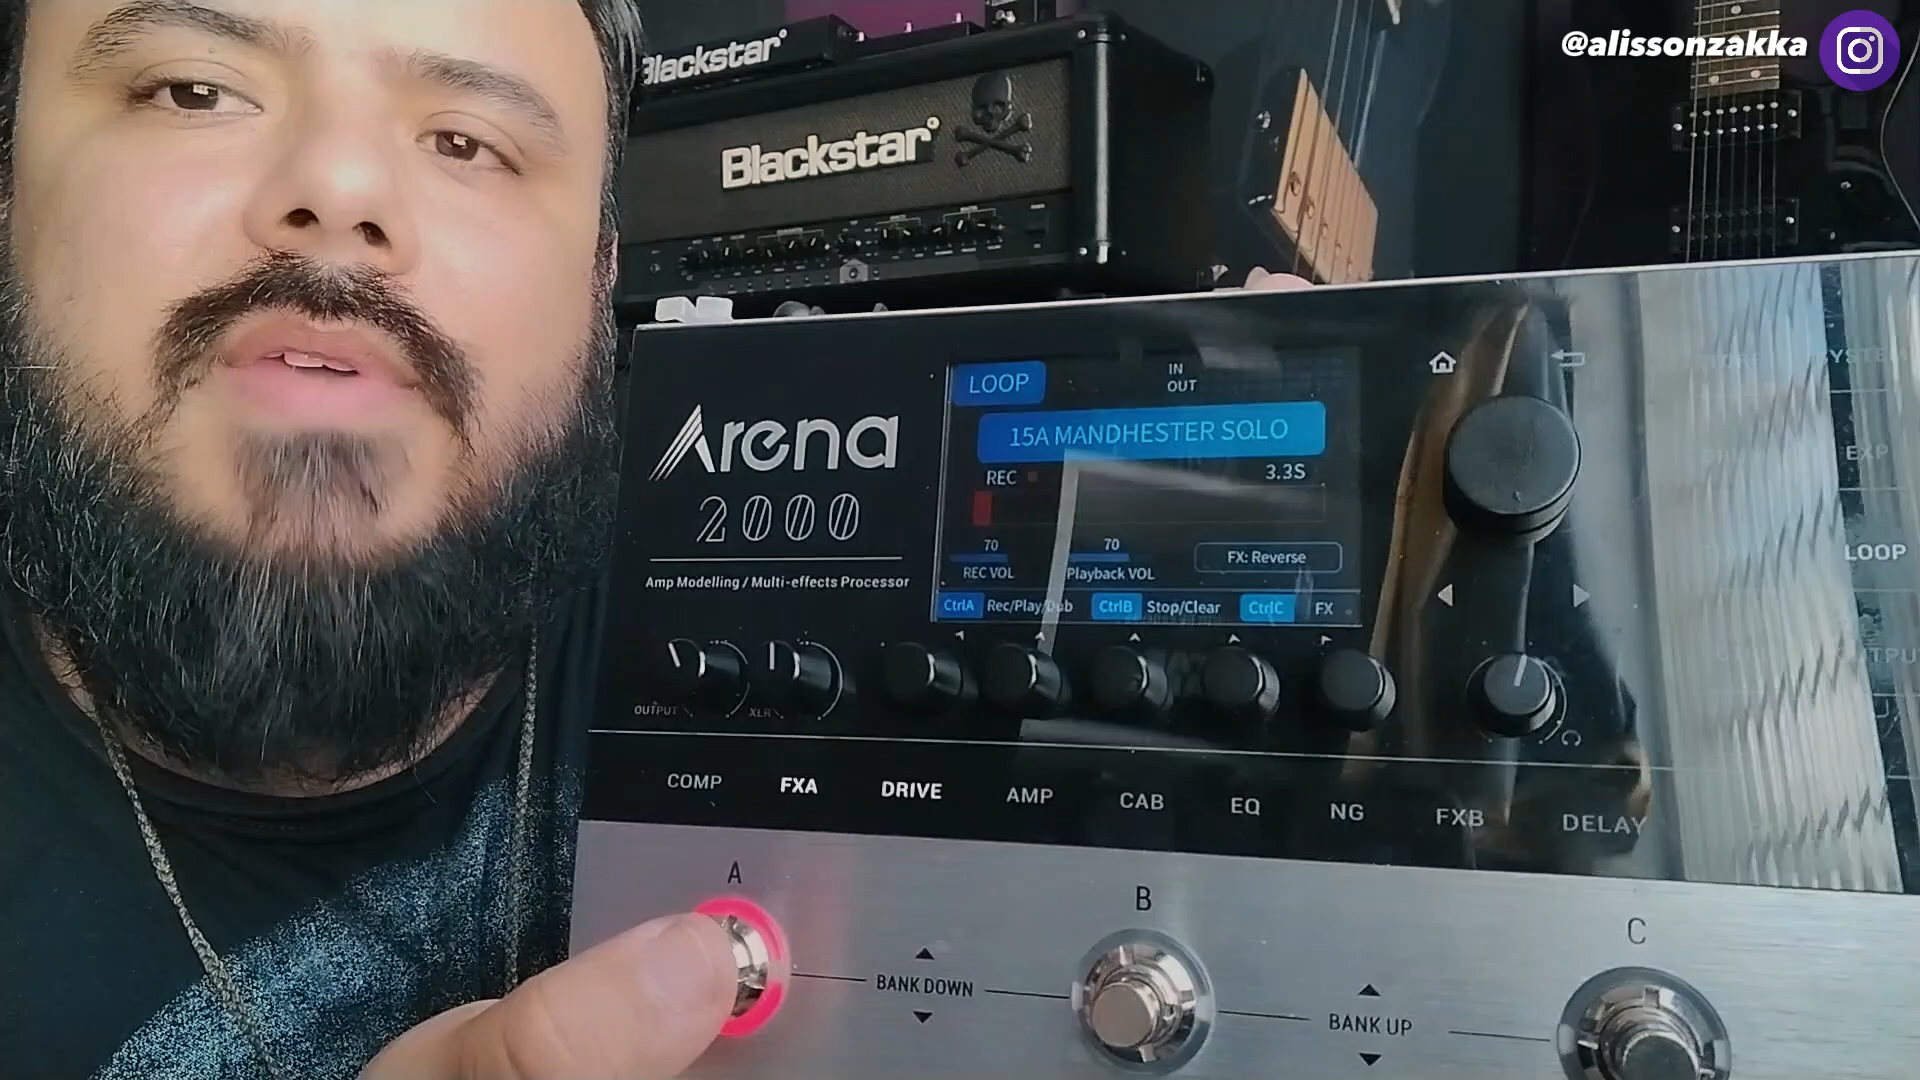 @alissonzakka
Blackstar
Blackstar
LOOP
IN
OUT
15A MANDHESTER SOLO
REC
3.3S
70
70
FX: Reverse
REC VOL
Playback VOL
CtrlA Rec/Play/Dub CtrlB Stop/Clear CtrlC FX
Arena
2000
Amp Modelling / Multi-effects Processor
EXP
LOOP
OUTPUT
XLR
COMP FXA DRIVE AMP CAB EQ NG FXB DELAY
A
B
C
BANK DOWN
BANK UP